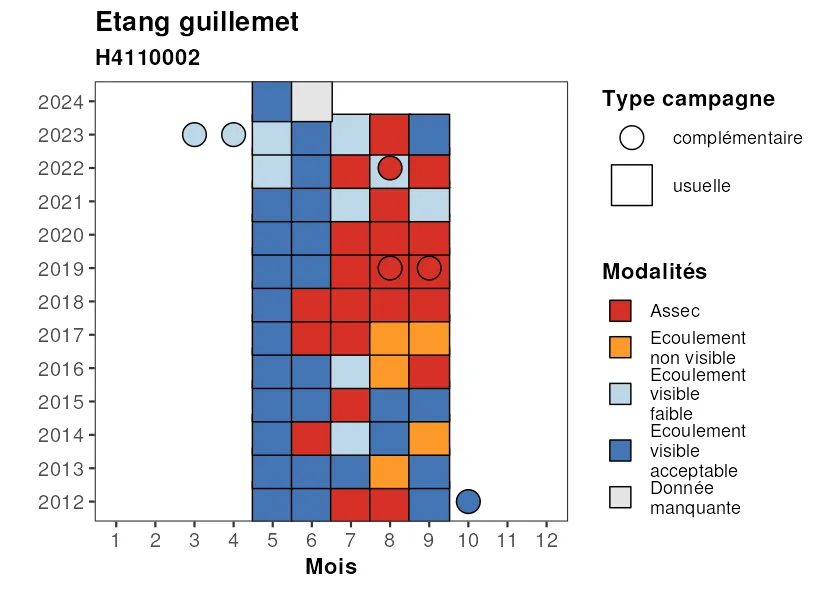 Etang guillemet
H4110002
2024
2023
2022
2021
2020
2019
2018
2017
2016
2015
2014
2013
2012
1 2 3 4 5 6 7 8 9 10 11 12
Mois
Type campagne
complémentaire
usuelle
Modalités
Assec
Ecoulement
non visible
Ecoulement
visible
faible
Ecoulement
visible
acceptable
Donnée
manquante